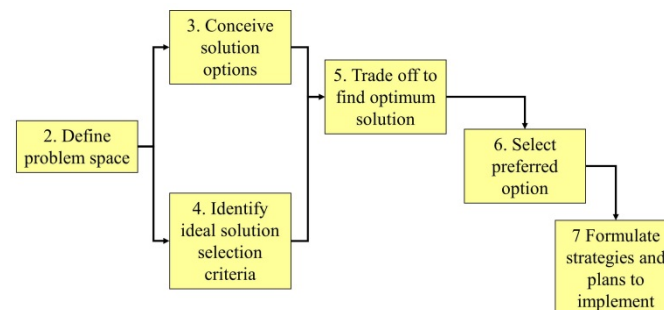 2. Define
problem space
3. Conceive
solution
options
4. Identify
ideal solution
selection
criteria
5. Trade off to
find optimum
solution
6. Select
preferred
option
7 Formulate
strategies and
plans to
implement